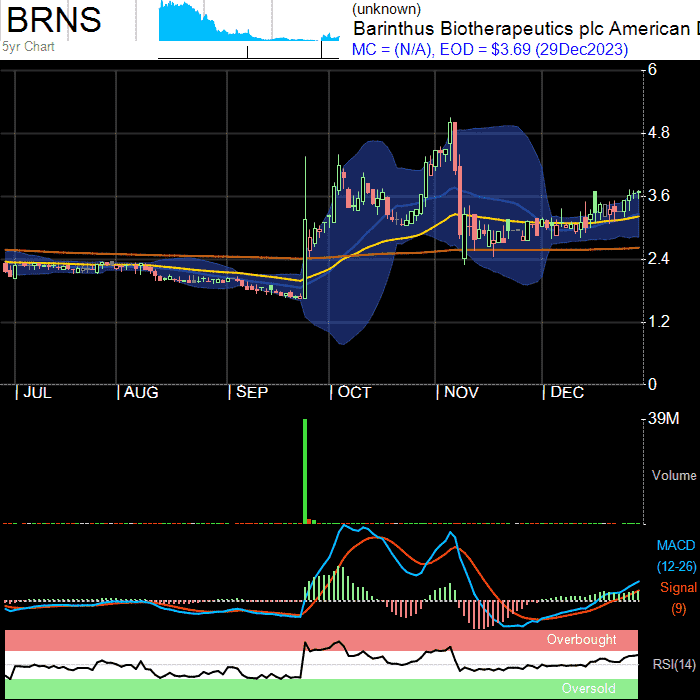 BRNS
5yr Chart
(unknown)
Barinthus Biotherapeutics plc American
MC = (N/A), EOD = $3.69 (29Dec2023)
6
4.8
3.6
2.4
1.2
0
JUL AUG SEP OCT NOV DEC
39M
Volume
MACD
(12-26)
Signal
(9)
Overbought
RSI(14)
Oversold